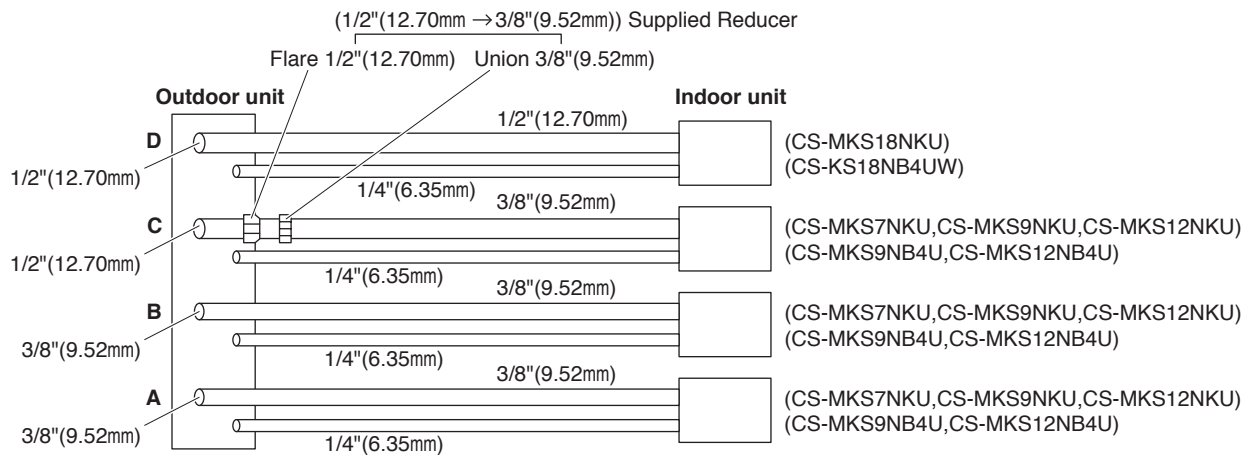 (1/2"(12.70mm → 3/8"(9.52mm)) Supplied Reducer
Flare 1/2"(12.70mm) Union 3/8"(9.52mm)
Outdoor unit Indoor unit
1/2"(12.70mm)
D
(CS-MKS18NKU)
(CS-KS18NB4UW)
1/2"(12.70mm)
1/4"(6.35mm)
3/8"(9.52mm)
C
(CS-MKS7NKU,CS-MKS9NKU,CS-MKS12NKU)
(CS-MKS9NB4U,CS-MKS12NB4U)
1/2"(12.70mm)
1/4"(6.35mm)
3/8"(9.52mm)
B
(CS-MKS7NKU,CS-MKS9NKU,CS-MKS12NKU)
(CS-MKS9NB4U,CS-MKS12NB4U)
3/8"(9.52mm)
1/4"(6.35mm)
3/8"(9.52mm)
A
(CS-MKS7NKU,CS-MKS9NKU,CS-MKS12NKU)
(CS-MKS9NB4U,CS-MKS12NB4U)
3/8"(9.52mm)
1/4"(6.35mm)